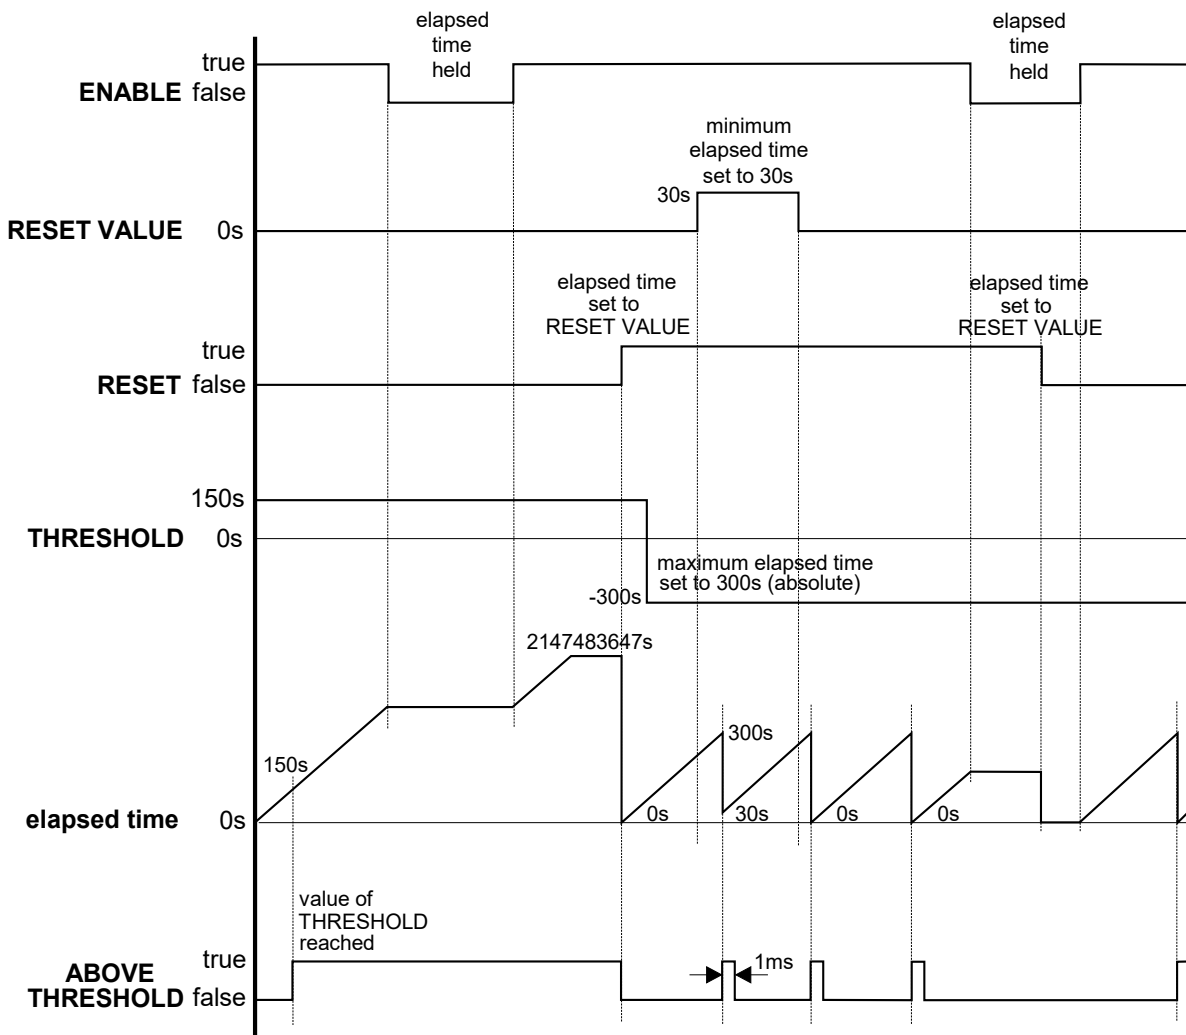 elapsed
time
held
elapsed
time
held
true
ENABLE false
minimum
elapsed time
set to 30s
30s
RESET VALUE 0s
elapsed time
set to
RESET VALUE
elapsed time
set to
RESET VALUE
true
RESET false
150s
THRESHOLD 0s
maximum elapsed time
set to 300s (absolute)
-300s
2147483647s
300s
150s
elapsed time 0s
0s
30s
0s
0s
value of
THRESHOLD
reached
true
1ms
ABOVE
THRESHOLD false